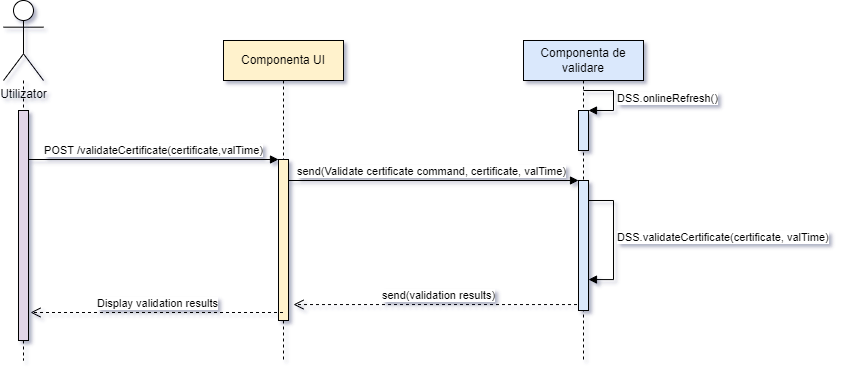 Utilizator
Componenta UI
Componenta de
validare
DSS.onlineRefresh()
POST /validateCertificate(certificate,valTime)
send(Validate certificate command, certificate, valTime)
DSS.validateCertificate(certificate, valTime)
send(validation results)
Display validation results